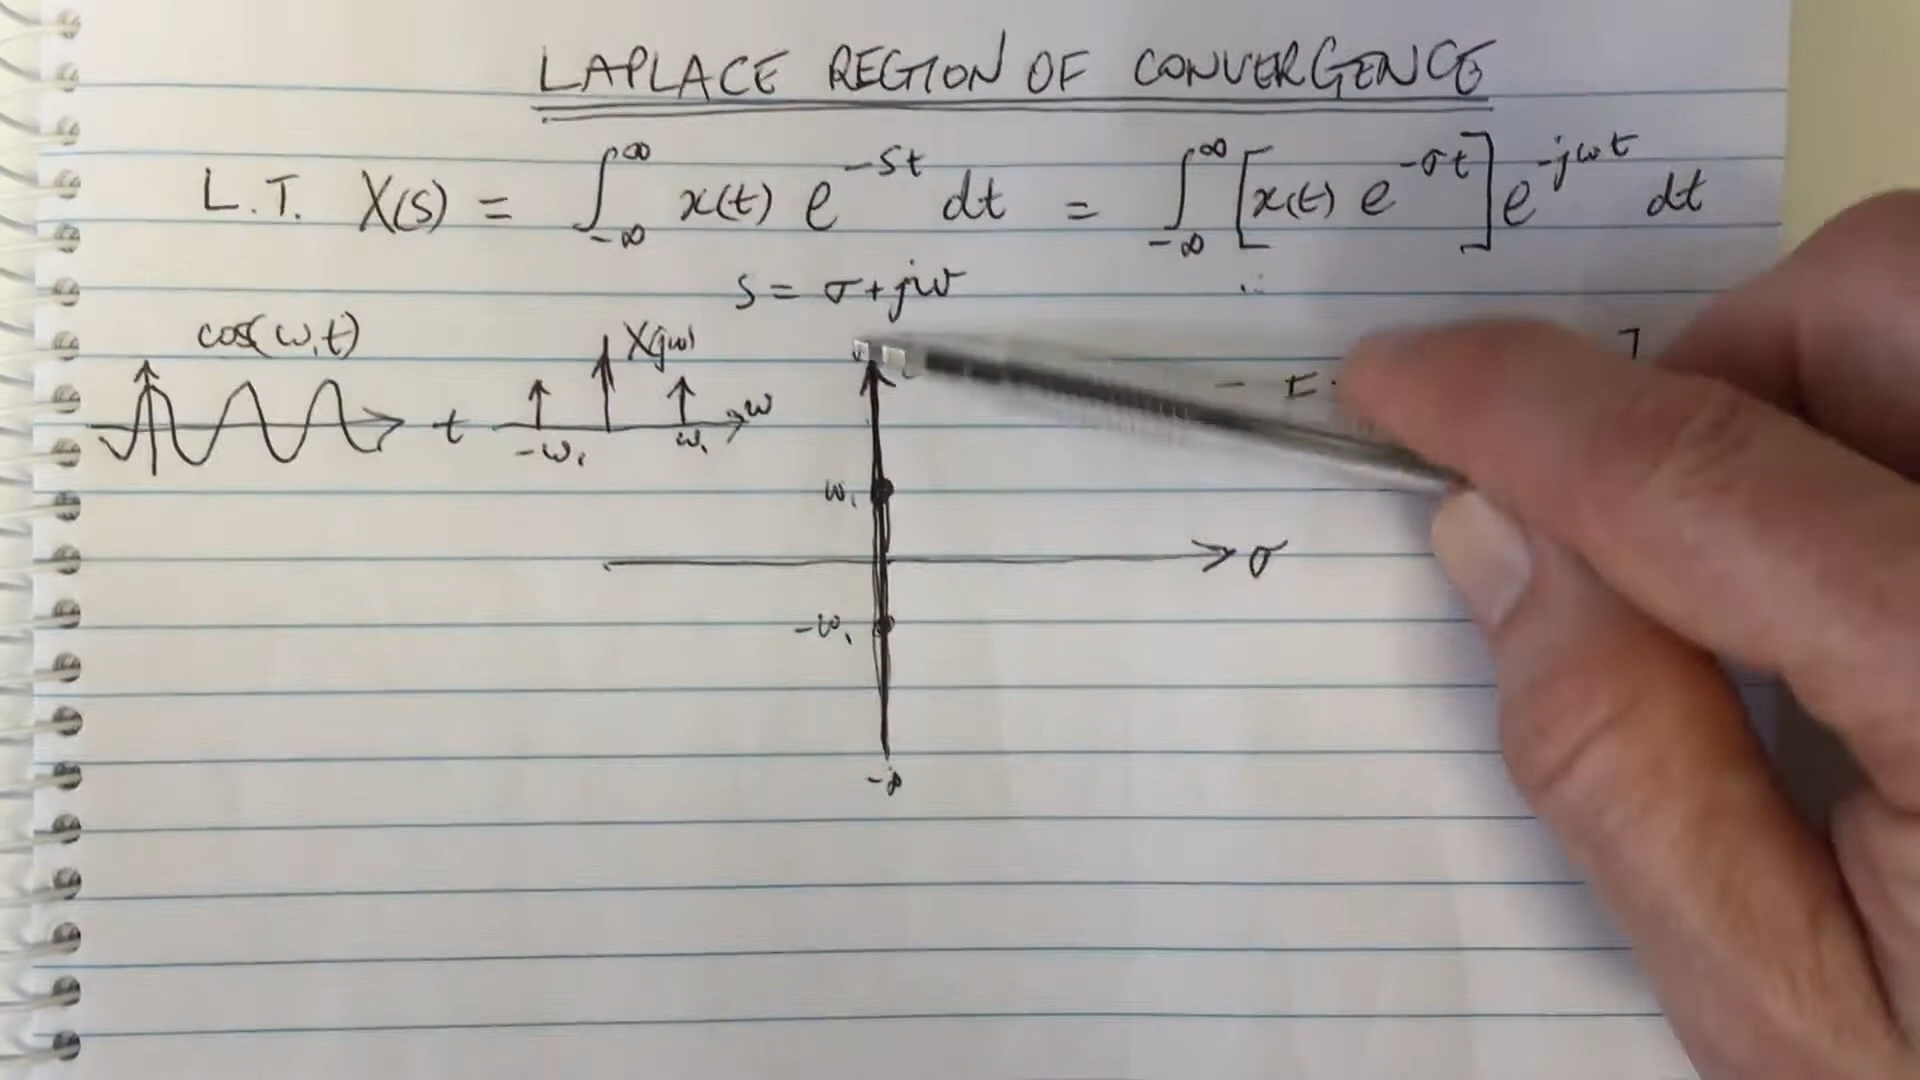 LAPLACE REGION OF CONVERGENCE
L.T. X(s) = ∫_{-∞}^{∞} x(t) e^{-st} dt = ∫_{-∞}^{∞} [x(t) e^{-σt}] e^{-jωt} dt
s = σ+jω
cos(ω₁t)
X(jω)
t
-ω₁
ω₁
ω
ω₁
σ
-ω₁
-∞